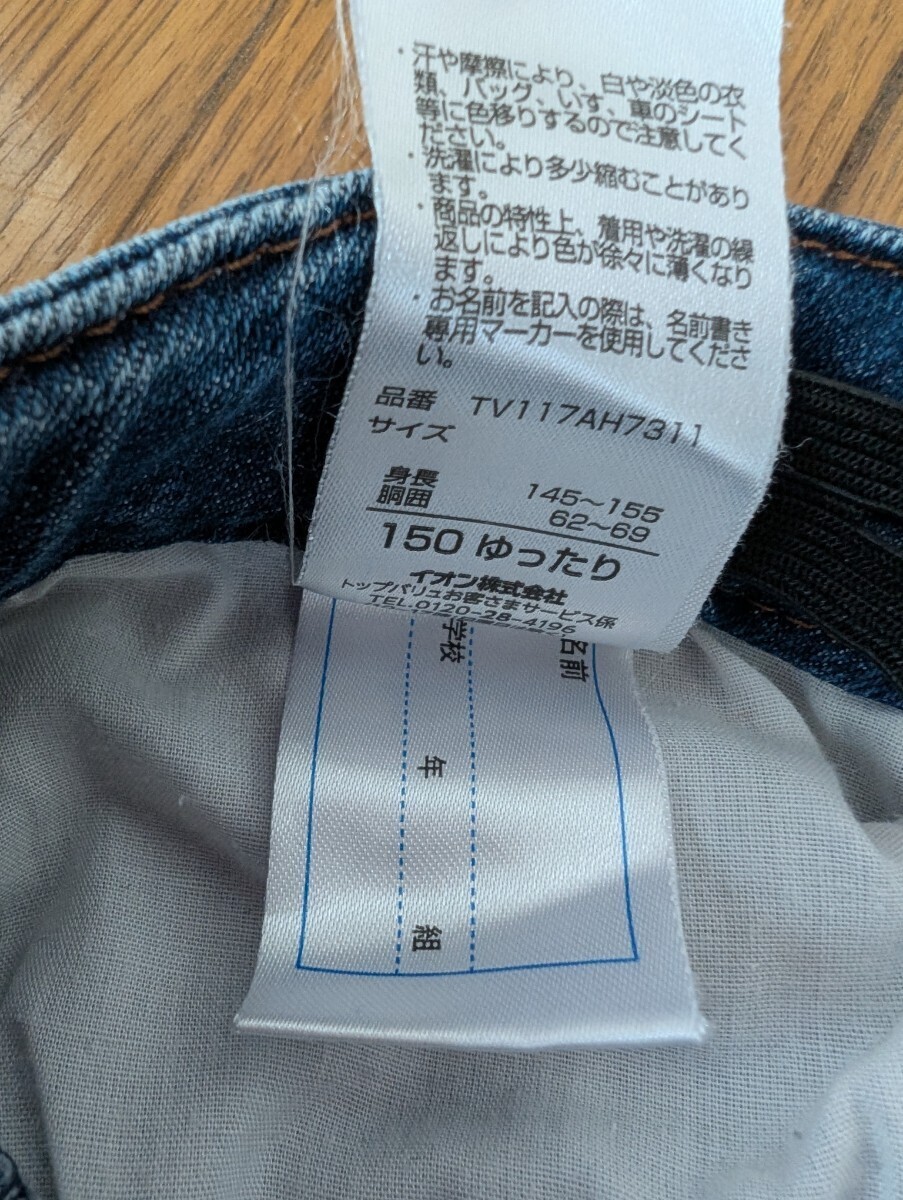 ・汗や摩擦により、白や淡色の衣
類、バッグ、いす、車のシート
等に色移りするので注意してく
ださい。
・洗濯により多少縮むことがあり
ます。
・商品の特性上、着用や洗濯の繰
返しにより色が徐々に薄くなり
ます。
・お名前を記入の際は、名前書き
専用マーカーを使用してくださ
い。
品番 TV117AH7311
サイズ
身長 145～155
胴囲 62～69
150 ゆったり
イオン株式会社
トップバリュお客さまサービス係
TEL.0120-28-4196
名前
学校
年
組